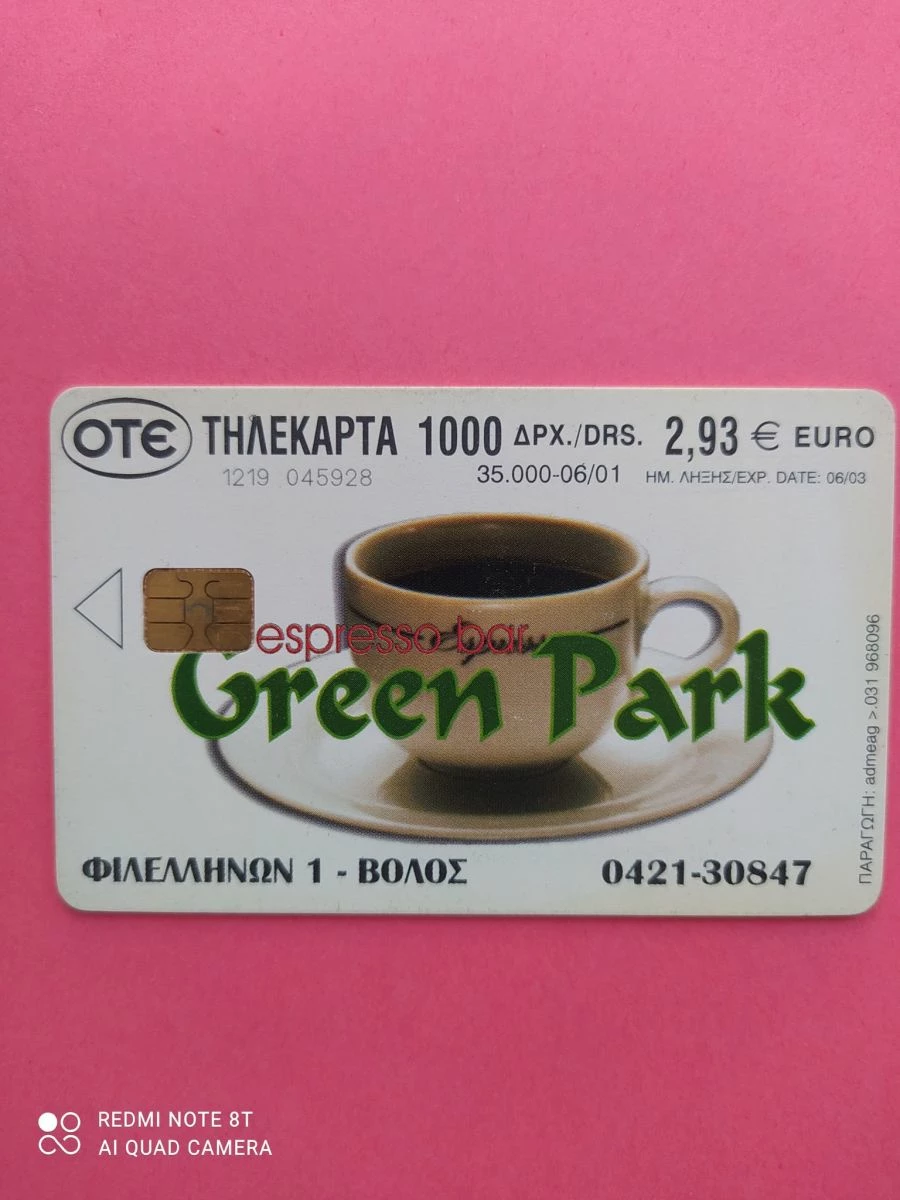 OTE ΤΗΛΕΚΑΡΤΑ 1000 ΔΡΧ./DRS. 2,93 € EURO
1219 045928 35.000-06/01 ΗΜ. ΛΗΞΗΣ/EXP. DATE: 06/03
espresso bar
Green Park
ΦΙΛΕΛΛΗΝΩΝ 1 - ΒΟΛΟΣ 0421-30847
ΠΑΡΑΓΩΓΗ: admeag >.031 968096
REDMI NOTE 8T
AI QUAD CAMERA